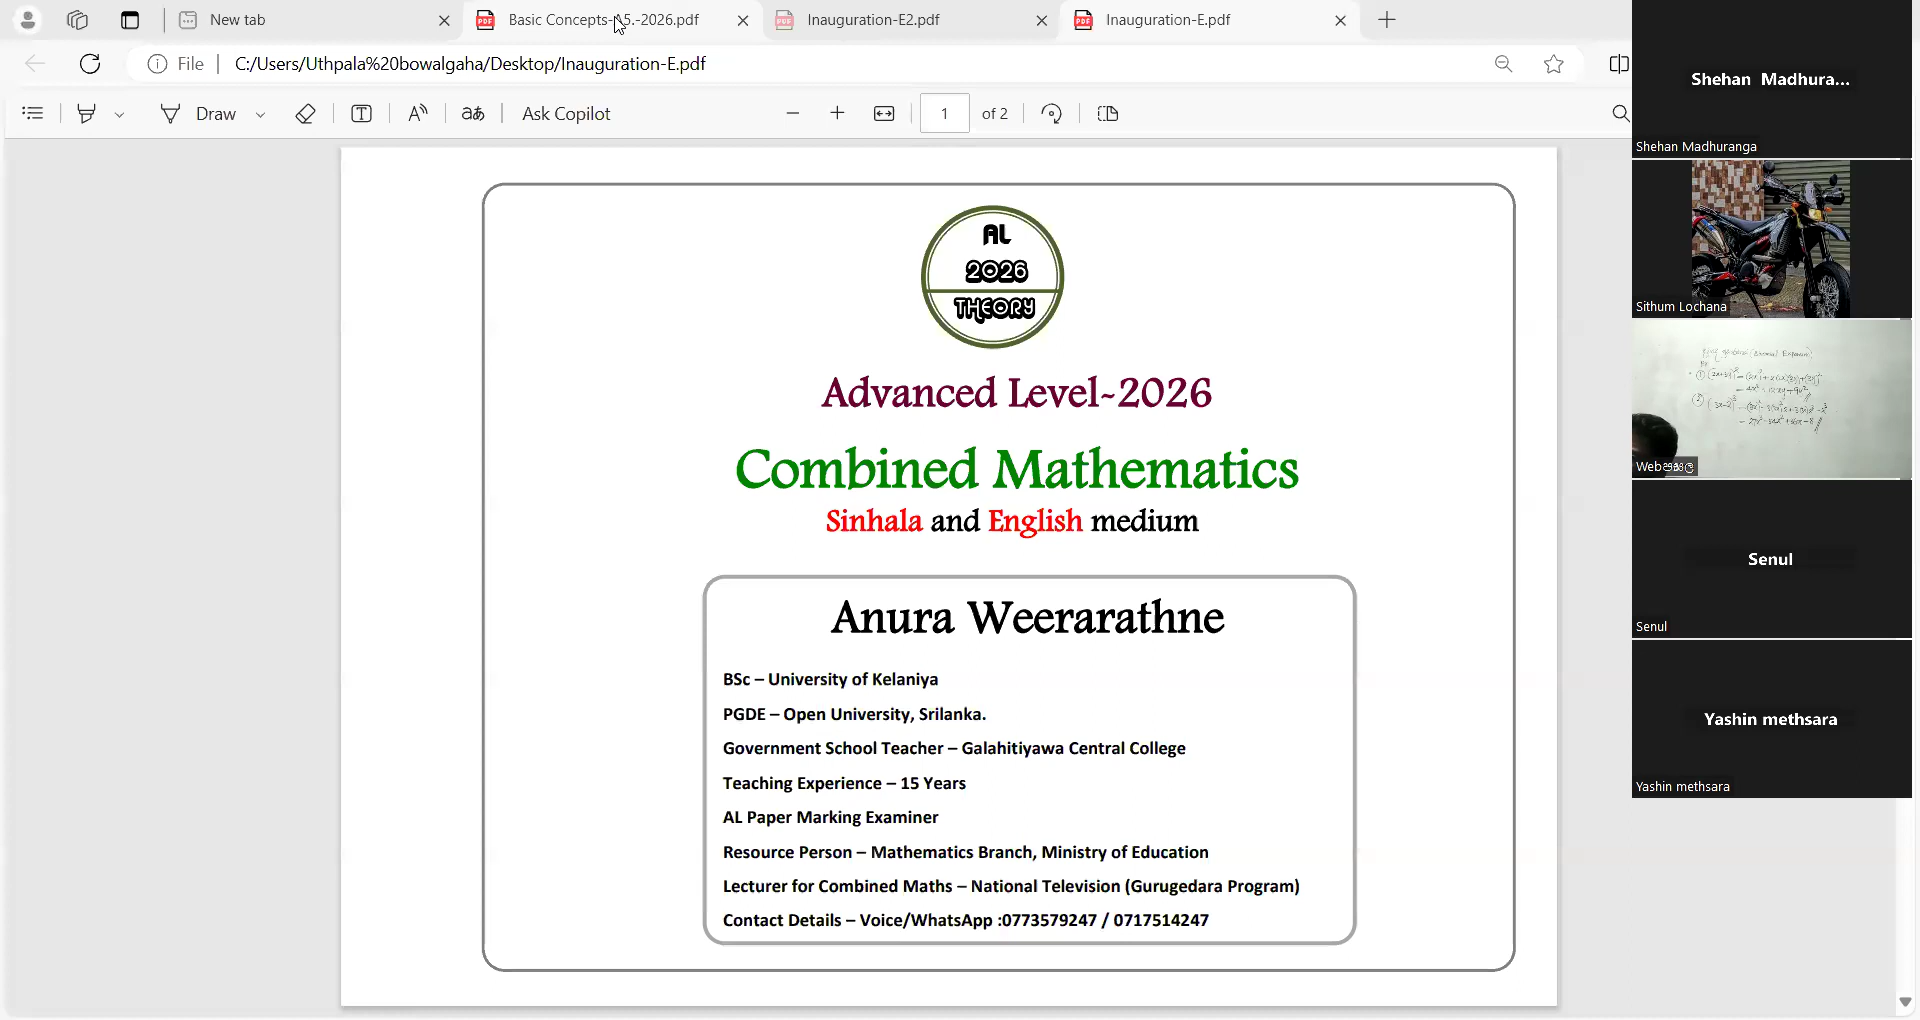 New tab
Basic Concepts-A5.-2026.pdf
Inauguration-E2.pdf
Inauguration-E.pdf
File
C:/Users/Uthpala%20bowalgaha/Desktop/Inauguration-E.pdf
Draw
Ask Copilot
1 of 2
AL
2026
THEORY
Advanced Level-2026
Combined Mathematics
Sinhala and English medium
Anura Weerarathne
BSc – University of Kelaniya
PGDE – Open University, Srilanka.
Government School Teacher – Galahitiyawa Central College
Teaching Experience – 15 Years
AL Paper Marking Examiner
Resource Person – Mathematics Branch, Ministry of Education
Lecturer for Combined Maths – National Television (Gurugedara Program)
Contact Details – Voice/WhatsApp :0773579247 / 0717514247
Shehan Madhura...
Shehan Madhuranga
Sithum Lochana
Senul
Senul
Yashin methsara
Yashin methsara